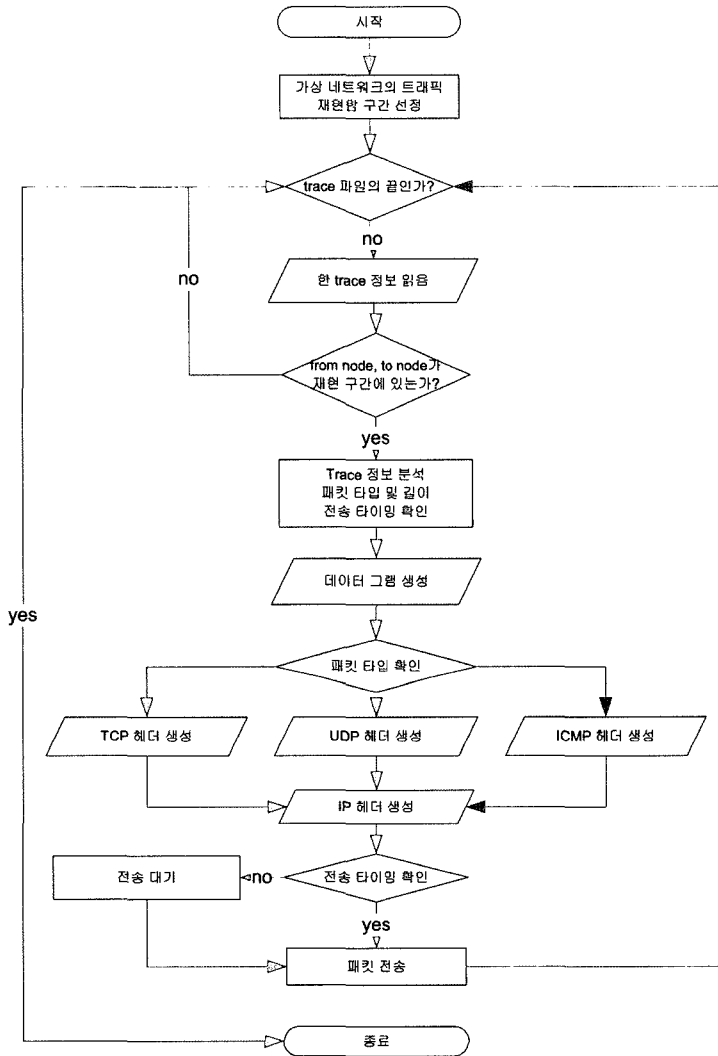 시작
가상 네트워크의 트래픽
재현할 구간 선정
trace 파일의 끝인가?
no
한 trace 정보 읽음
no
from node, to node가
재현 구간에 있는가?
yes
Trace 정보 분석
패킷 타입 및 길이
전송 타이밍 확인
데이터 그램 생성
yes
패킷 타입 확인
TCP 헤더 생성
UDP 헤더 생성
ICMP 헤더 생성
IP 헤더 생성
전송 대기
no
전송 타이밍 확인
yes
패킷 전송
종료